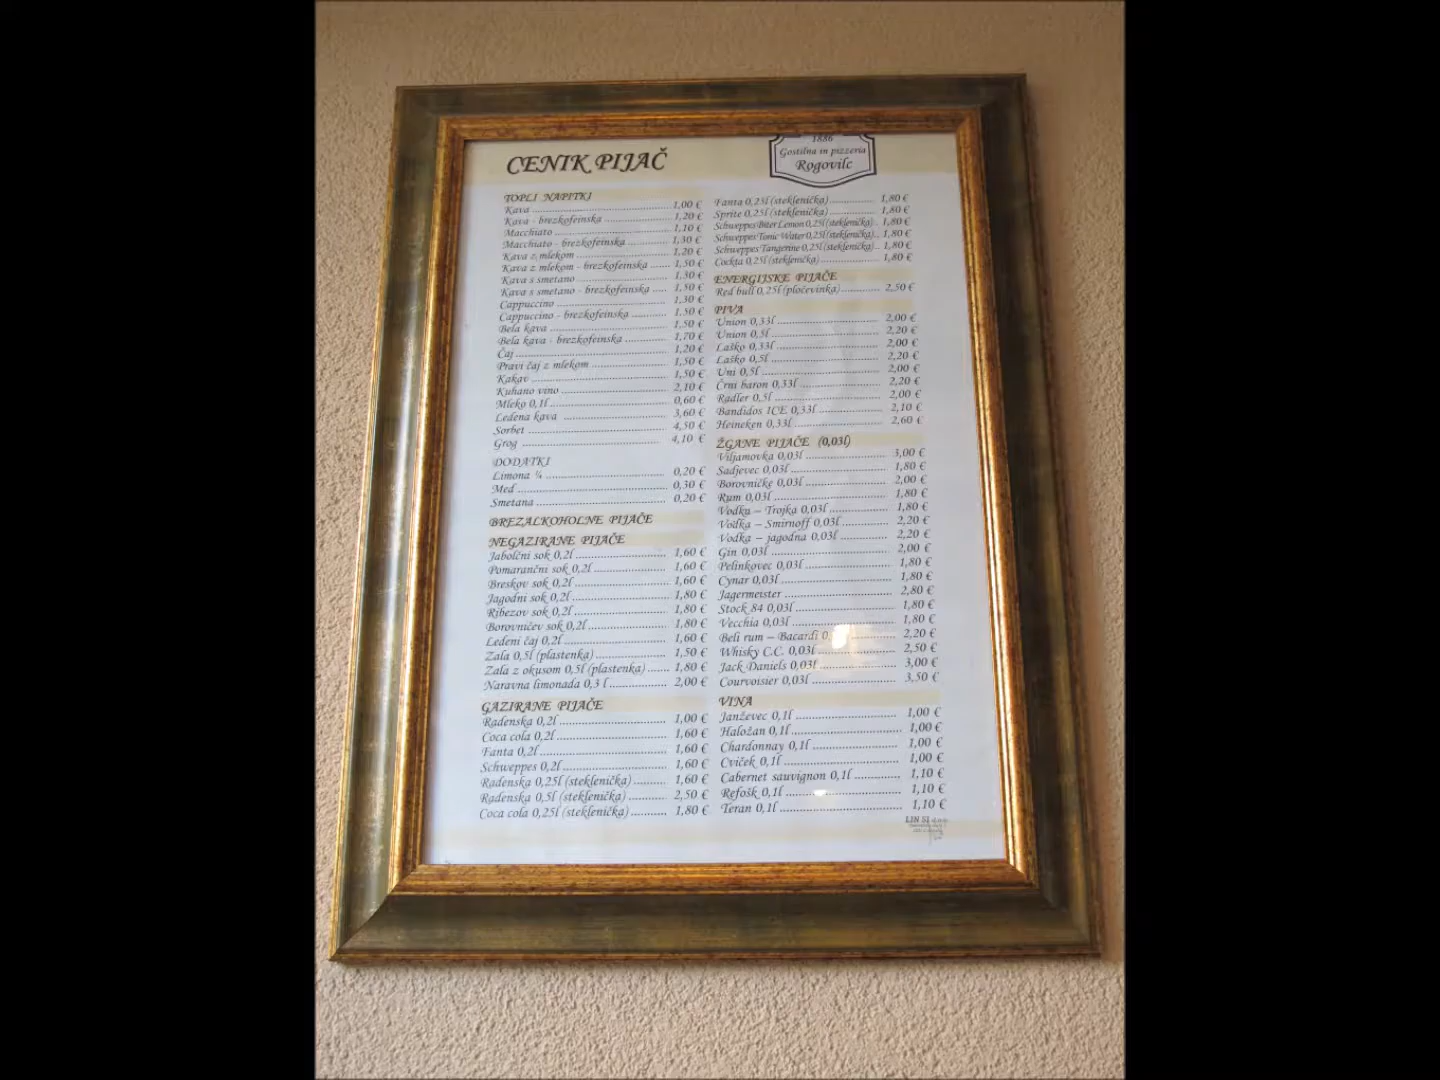 CENIK PIJAČ
1886
Gostilna in pizzeria
Rogovilc
TOPLI NAPITKI
Kava ... 1,00 €
Kava - brezkofeinska ... 1,20 €
Macchiato ... 1,10 €
Macchiato - brezkofeinska ... 1,30 €
Kava z mlekom ... 1,20 €
Kava z mlekom - brezkofeinska ... 1,50 €
Kava s smetano ... 1,30 €
Kava s smetano - brezkofeinska ... 1,50 €
Cappuccino ... 1,30 €
Cappuccino - brezkofeinska ... 1,50 €
Bela kava ... 1,50 €
Bela kava - brezkofeinska ... 1,70 €
Čaj ... 1,20 €
Pravi čaj z mlekom ... 1,50 €
Kakav ... 1,50 €
Kuhano vino ... 2,10 €
Mleko 0,1l ... 0,60 €
Ledena kava ... 3,60 €
Sorbet ... 4,50 €
Grog ... 4,10 €
DODATKI
Limona ¼ ... 0,20 €
Med ... 0,30 €
Smetana ... 0,20 €
BREZALKOHOLNE PIJAČE
NEGAZIRANE PIJAČE
Jabolčni sok 0,2l ... 1,60 €
Pomarančni sok 0,2l ... 1,60 €
Breskov sok 0,2l ... 1,60 €
Jagodni sok 0,2l ... 1,80 €
Ribezov sok 0,2l ... 1,80 €
Borovničev sok 0,2l ... 1,80 €
Ledeni čaj 0,2l ... 1,60 €
Zala 0,5l (plastenka) ... 1,50 €
Zala z okusom 0,5l (plastenka) ... 1,80 €
Naravna limonada 0,3 l ... 2,00 €
GAZIRANE PIJAČE
Radenska 0,2l ... 1,00 €
Coca cola 0,2l ... 1,60 €
Fanta 0,2l ... 1,60 €
Schweppes 0,2l ... 1,60 €
Radenska 0,25l (steklenička) ... 1,60 €
Radenska 0,5l (steklenička) ... 2,50 €
Coca cola 0,25l (steklenička) ... 1,80 €
Fanta 0,25l (steklenička) ... 1,80 €
Sprite 0,25l (steklenička) ... 1,80 €
Schweppes Biter Lemon 0,25l (steklenička) ... 1,80 €
Schweppes Tonic Water 0,25l (steklenička) ... 1,80 €
Schweppes Tangerine 0,25l (steklenička) ... 1,80 €
Cockta 0,25l (steklenička) ... 1,80 €
ENERGIJSKE PIJAČE
Red bull 0,25l (pločevinka) ... 2,50 €
PIVA
Union 0,33l ... 2,00 €
Union 0,5l ... 2,20 €
Laško 0,33l ... 2,00 €
Laško 0,5l ... 2,20 €
Uni 0,5l ... 2,00 €
Črni baron 0,33l ... 2,20 €
Radler 0,5l ... 2,00 €
Bandidos ICE 0,33l ... 2,10 €
Heineken 0,33l ... 2,60 €
ŽGANE PIJAČE (0,03l)
Viljamovka 0,03l ... 3,00 €
Sadjevec 0,03l ... 1,80 €
Borovničke 0,03l ... 2,00 €
Rum 0,03l ... 1,80 €
Vodka – Trojka 0,03l ... 1,80 €
Vodka – Smirnoff 0,03l ... 2,20 €
Vodka – jagodna 0,03l ... 2,20 €
Gin 0,03l ... 2,00 €
Pelinkovec 0,03l ... 1,80 €
Cynar 0,03l ... 1,80 €
Jagermeister ... 2,80 €
Stock 84 0,03l ... 1,80 €
Vecchia 0,03l ... 1,80 €
Beli rum – Bacardi 0, ... 2,20 €
Whisky C.C. 0,03l ... 2,50 €
Jack Daniels 0,03l ... 3,00 €
Courvoisier 0,03l ... 3,50 €
VINA
Janževec 0,1l ... 1,00 €
Haložan 0,1l ... 1,00 €
Chardonnay 0,1l ... 1,00 €
Cviček 0,1l ... 1,00 €
Cabernet sauvignon 0,1l ... 1,10 €
Refošk 0,1l ... 1,10 €
Teran 0,1l ... 1,10 €
LIN SI d.o.o.